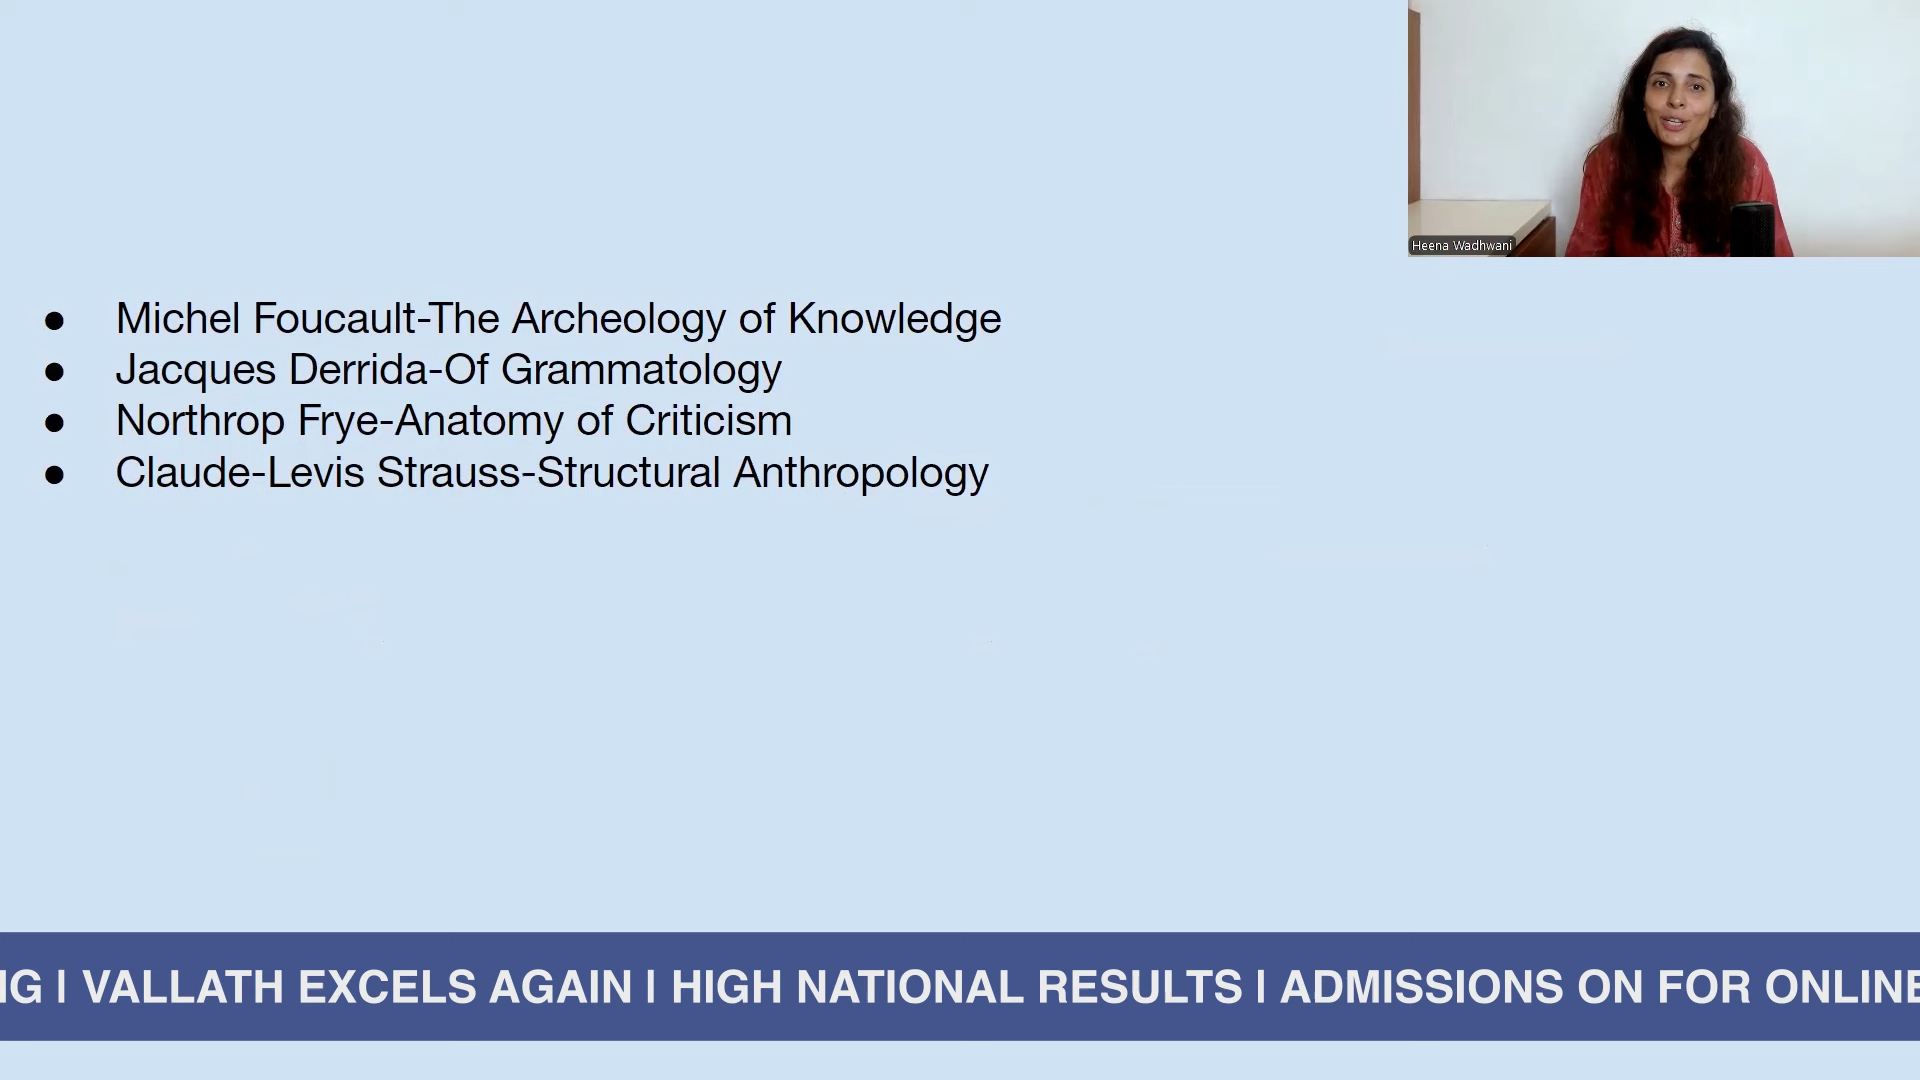 Heena Wadhwani
Michel Foucault-The Archeology of Knowledge
Jacques Derrida-Of Grammatology
Northrop Frye-Anatomy of Criticism
Claude-Levis Strauss-Structural Anthropology
| VALLATH EXCELS AGAIN | HIGH NATIONAL RESULTS | ADMISSIONS ON FOR ONLINE